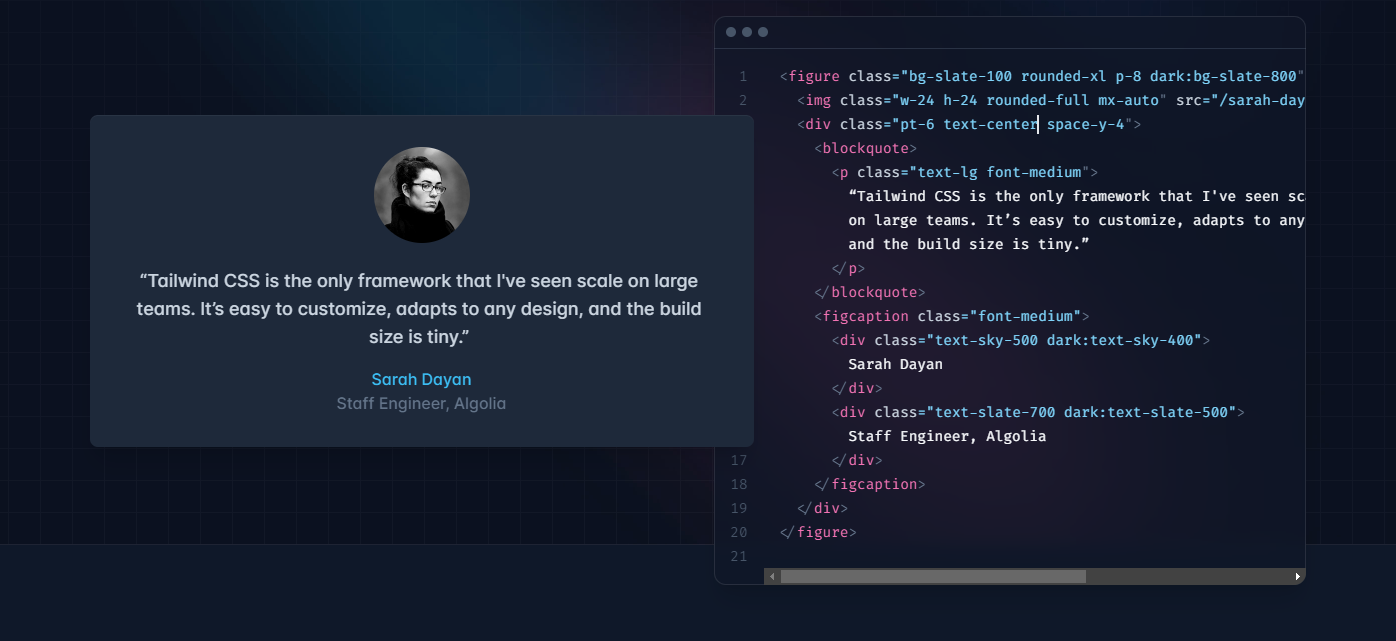 “Tailwind CSS is the only framework that I've seen scale on large
teams. It’s easy to customize, adapts to any design, and the build
size is tiny.”
Sarah Dayan
Staff Engineer, Algolia
1 <figure class="bg-slate-100 rounded-xl p-8 dark:bg-slate-800"
2 <img class="w-24 h-24 rounded-full mx-auto" src="/sarah-day
<div class="pt-6 text-center space-y-4">
<blockquote>
<p class="text-lg font-medium">
“Tailwind CSS is the only framework that I've seen sc
on large teams. It’s easy to customize, adapts to any
and the build size is tiny.”
</p>
</blockquote>
<figcaption class="font-medium">
<div class="text-sky-500 dark:text-sky-400">
Sarah Dayan
</div>
<div class="text-slate-700 dark:text-slate-500">
Staff Engineer, Algolia
17 </div>
18 </figcaption>
19 </div>
20 </figure>
21